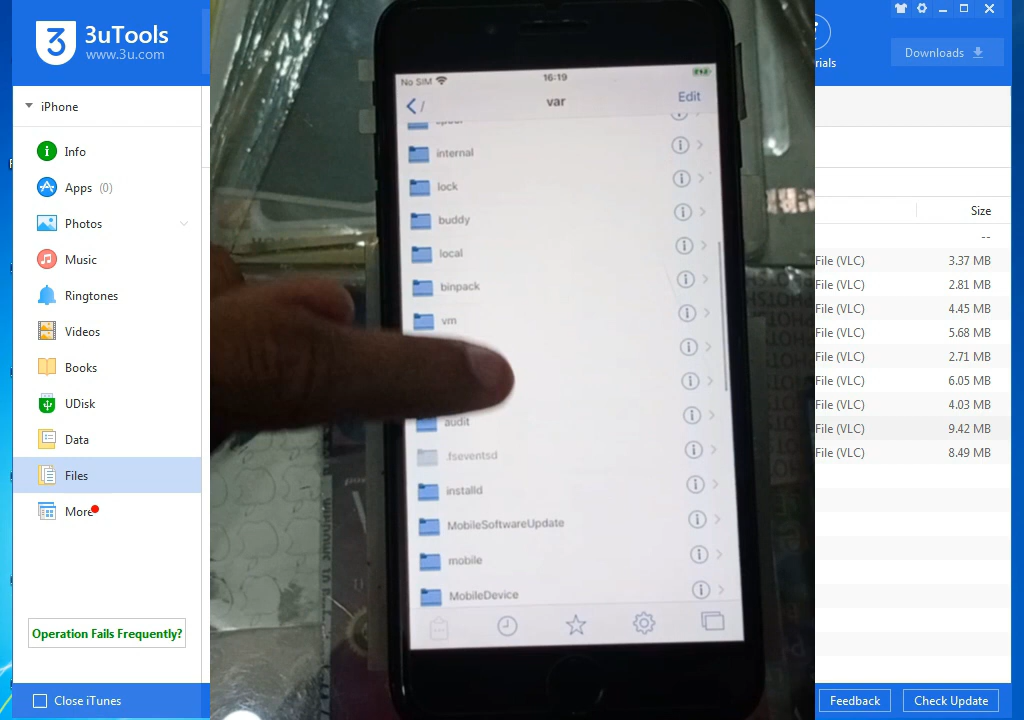 3uTools
www.3u.com
rials
Downloads
iPhone
Info
Apps (0)
Photos
Music
Ringtones
Videos
Books
UDisk
Data
Files
More
Operation Fails Frequently?
Close iTunes
No SIM
16:19
/
var
Edit
internal
lock
buddy
local
binpack
vm
audit
.fseventsd
installd
MobileSoftwareUpdate
mobile
MobileDevice
Size
--
File (VLC) 3.37 MB
File (VLC) 2.81 MB
File (VLC) 4.45 MB
File (VLC) 5.68 MB
File (VLC) 2.71 MB
File (VLC) 6.05 MB
File (VLC) 4.03 MB
File (VLC) 9.42 MB
File (VLC) 8.49 MB
Feedback
Check Update